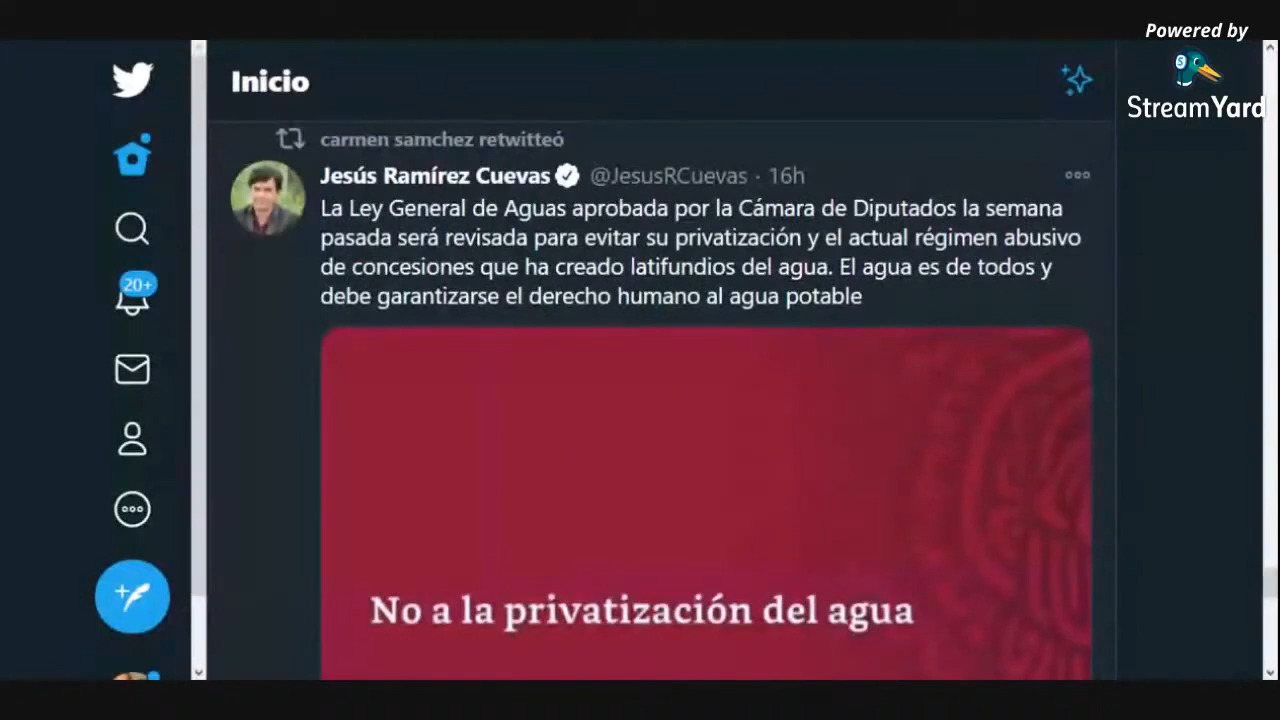 Powered by
StreamYard
Inicio
carmen samchez retwitteó
Jesús Ramírez Cuevas @JesusRCuevas · 16h
La Ley General de Aguas aprobada por la Cámara de Diputados la semana
pasada será revisada para evitar su privatización y el actual régimen abusivo
de concesiones que ha creado latifundios del agua. El agua es de todos y
debe garantizarse el derecho humano al agua potable
20+
No a la privatización del agua